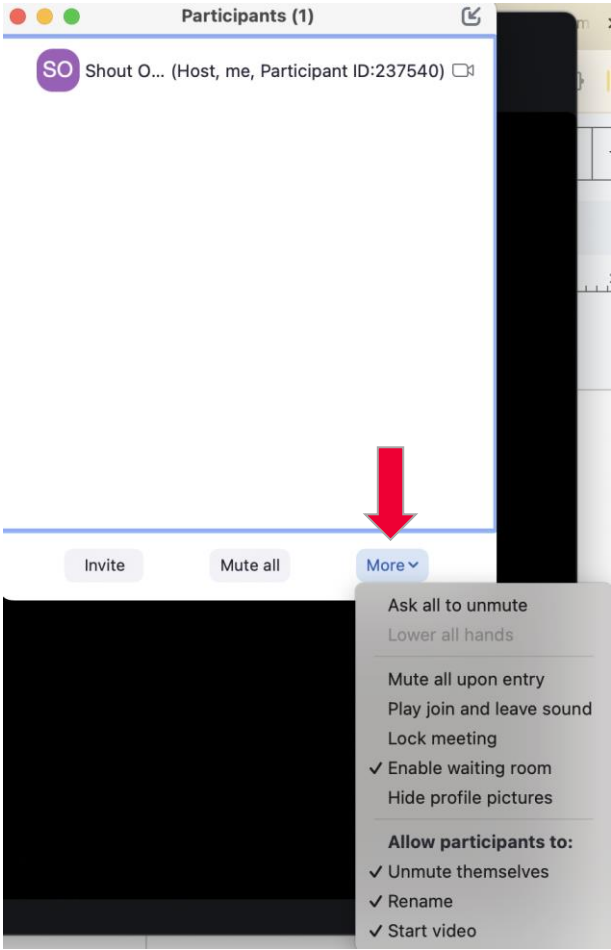 Participants (1)
SO Shout O... (Host, me, Participant ID:237540)
Invite Mute all More
Ask all to unmute
Lower all hands
Mute all upon entry
Play join and leave sound
Lock meeting
✓ Enable waiting room
Hide profile pictures
Allow participants to:
✓ Unmute themselves
✓ Rename
✓ Start video